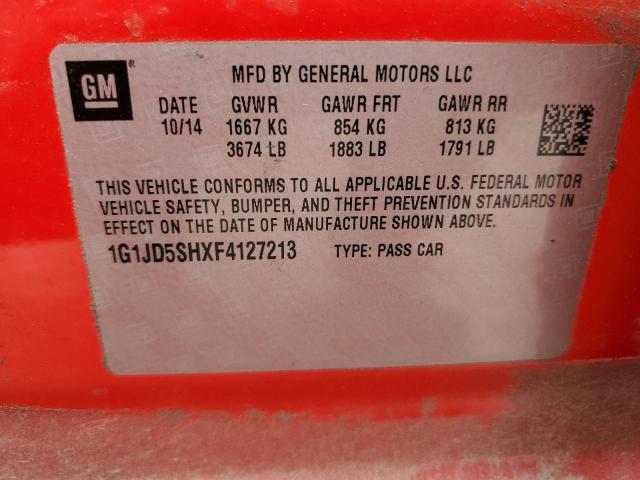 GM ®
MFD BY GENERAL MOTORS LLC
DATE GVWR GAWR FRT GAWR RR
10/14 1667 KG 854 KG 813 KG
3674 LB 1883 LB 1791 LB
THIS VEHICLE CONFORMS TO ALL APPLICABLE U.S. FEDERAL MOTOR
VEHICLE SAFETY, BUMPER, AND THEFT PREVENTION STANDARDS IN
EFFECT ON THE DATE OF MANUFACTURE SHOWN ABOVE.
1G1JD5SHXF4127213 TYPE: PASS CAR